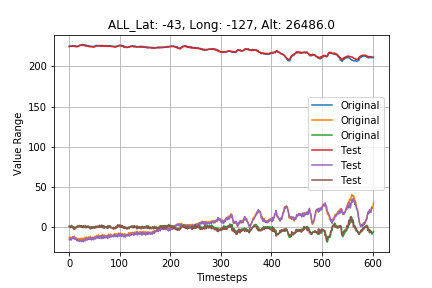 ALL_Lat: -43, Long: -127, Alt: 26486.0
Value Range
200
150
100
50
0
Original
Original
Original
Test
Test
Test
0 100 200 300 400 500 600
Timesteps